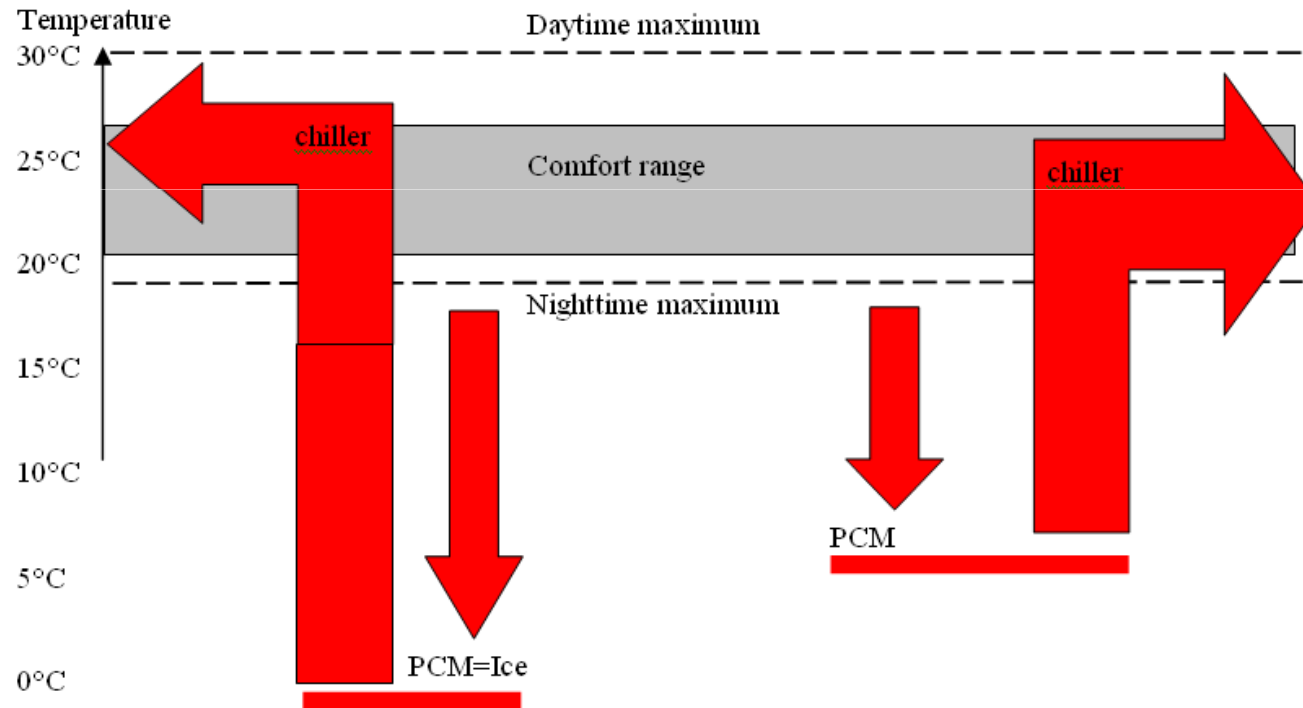 Temperature
Daytime maximum
30°C
chiller
25°C
Comfort range
chiller
20°C
Nighttime maximum
15°C
10°C
PCM
5°C
PCM=Ice
0°C